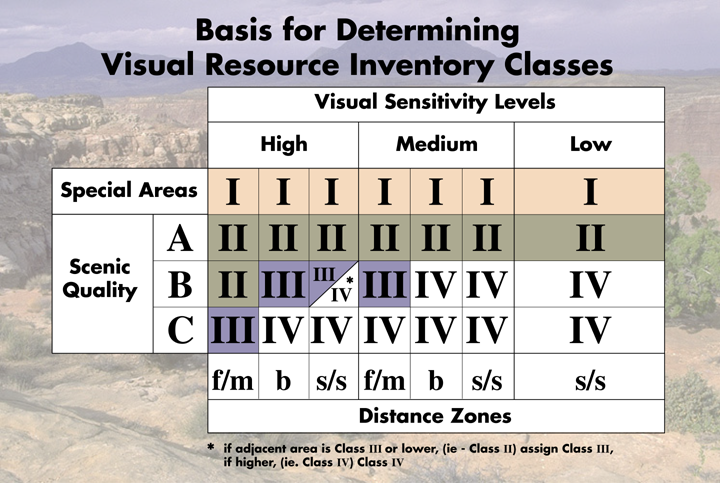 Basis for Determining
Visual Resource Inventory Classes
Visual Sensitivity Levels
High Medium Low
Special Areas I I I I I I I
Scenic
Quality
A II II II II II II II
B II III III IV * III IV IV IV
C III IV IV IV IV IV IV
f/m b s/s f/m b s/s s/s
Distance Zones
* if adjacent area is Class III or lower, (ie - Class II) assign Class III,
if higher, (ie. Class IV) Class IV